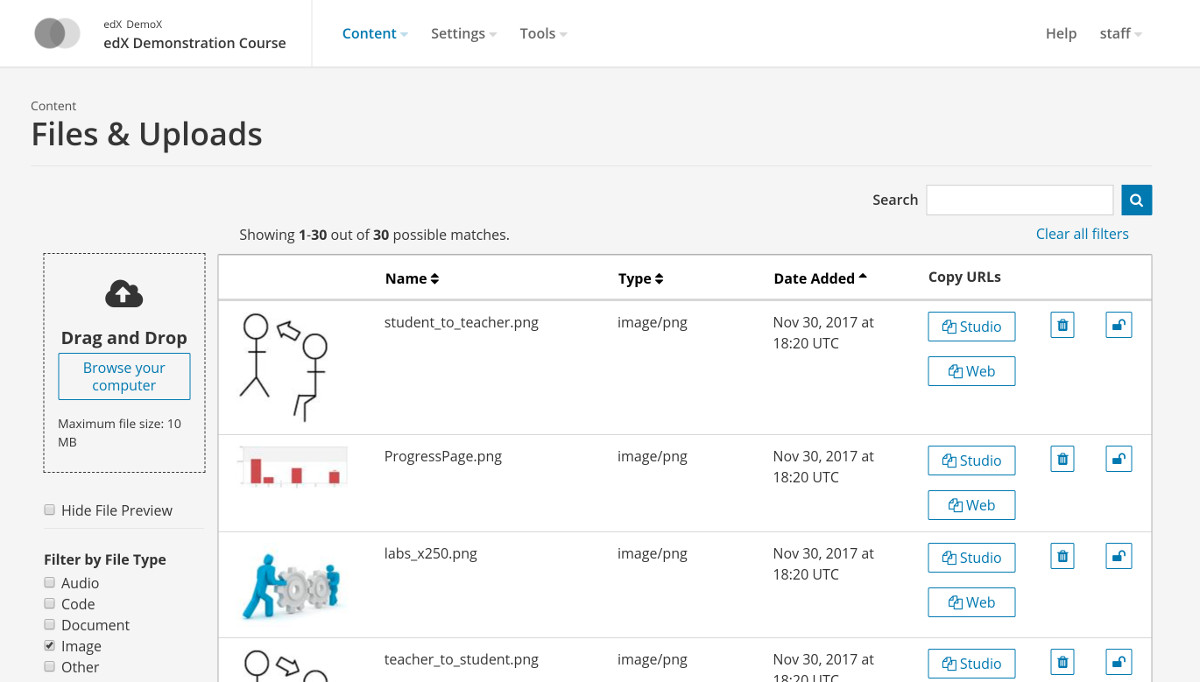 edX DemoX
edX Demonstration Course
Content
Settings
Tools
Help
staff
Content
Files & Uploads
Search
Showing 1-30 out of 30 possible matches.
Clear all filters
Drag and Drop
Browse your
computer
Maximum file size: 10
MB
Hide File Preview
Filter by File Type
Audio
Code
Document
Image
Other
Name
Type
Date Added
Copy URLs
student_to_teacher.png
image/png
Nov 30, 2017 at
18:20 UTC
Studio
Web
ProgressPage.png
image/png
Nov 30, 2017 at
18:20 UTC
Studio
Web
labs_x250.png
image/png
Nov 30, 2017 at
18:20 UTC
Studio
Web
teacher_to_student.png
image/png
Nov 30, 2017 at
18:20 UTC
Studio